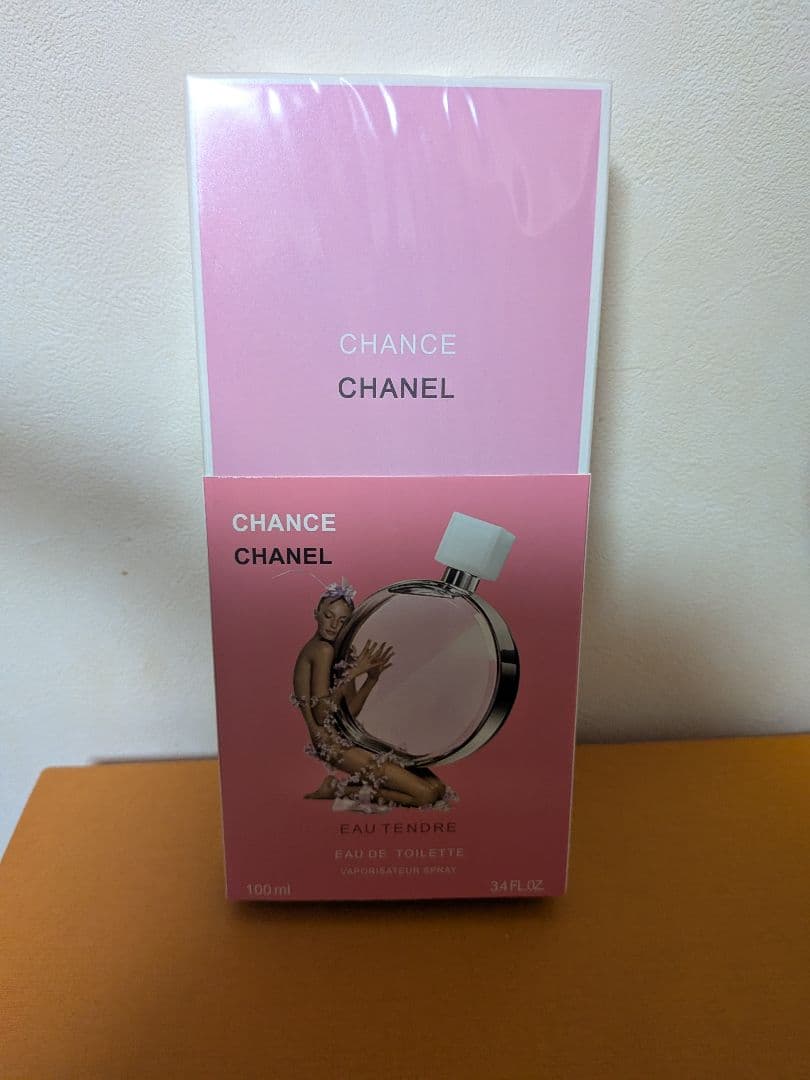 CHANCE
CHANEL
CHANCE
CHANEL
EAU TENDRE
EAU DE TOILETTE
VAPORISATEUR SPRAY
100 ml
3.4 FL.OZ